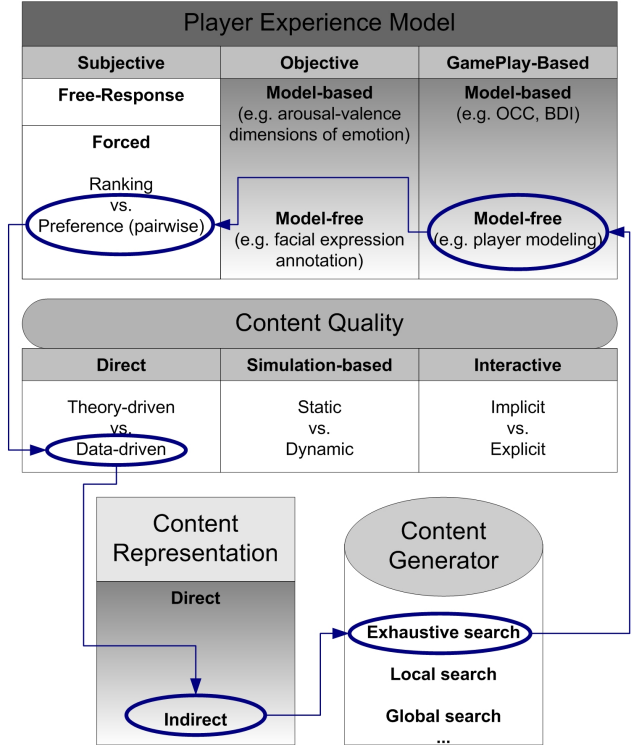 Player Experience Model
Subjective
Objective
GamePlay-Based
Free-Response
Forced
Ranking
vs.
Preference (pairwise)
Model-based
(e.g. arousal-valence
dimensions of emotion)
Model-free
(e.g. facial expression
annotation)
Model-based
(e.g. OCC, BDI)
Model-free
(e.g. player modeling)
Content Quality
Direct
Simulation-based
Interactive
Theory-driven
vs.
Data-driven
Static
vs.
Dynamic
Implicit
vs.
Explicit
Content
Representation
Direct
Indirect
Content
Generator
Exhaustive search
Local search
Global search
...